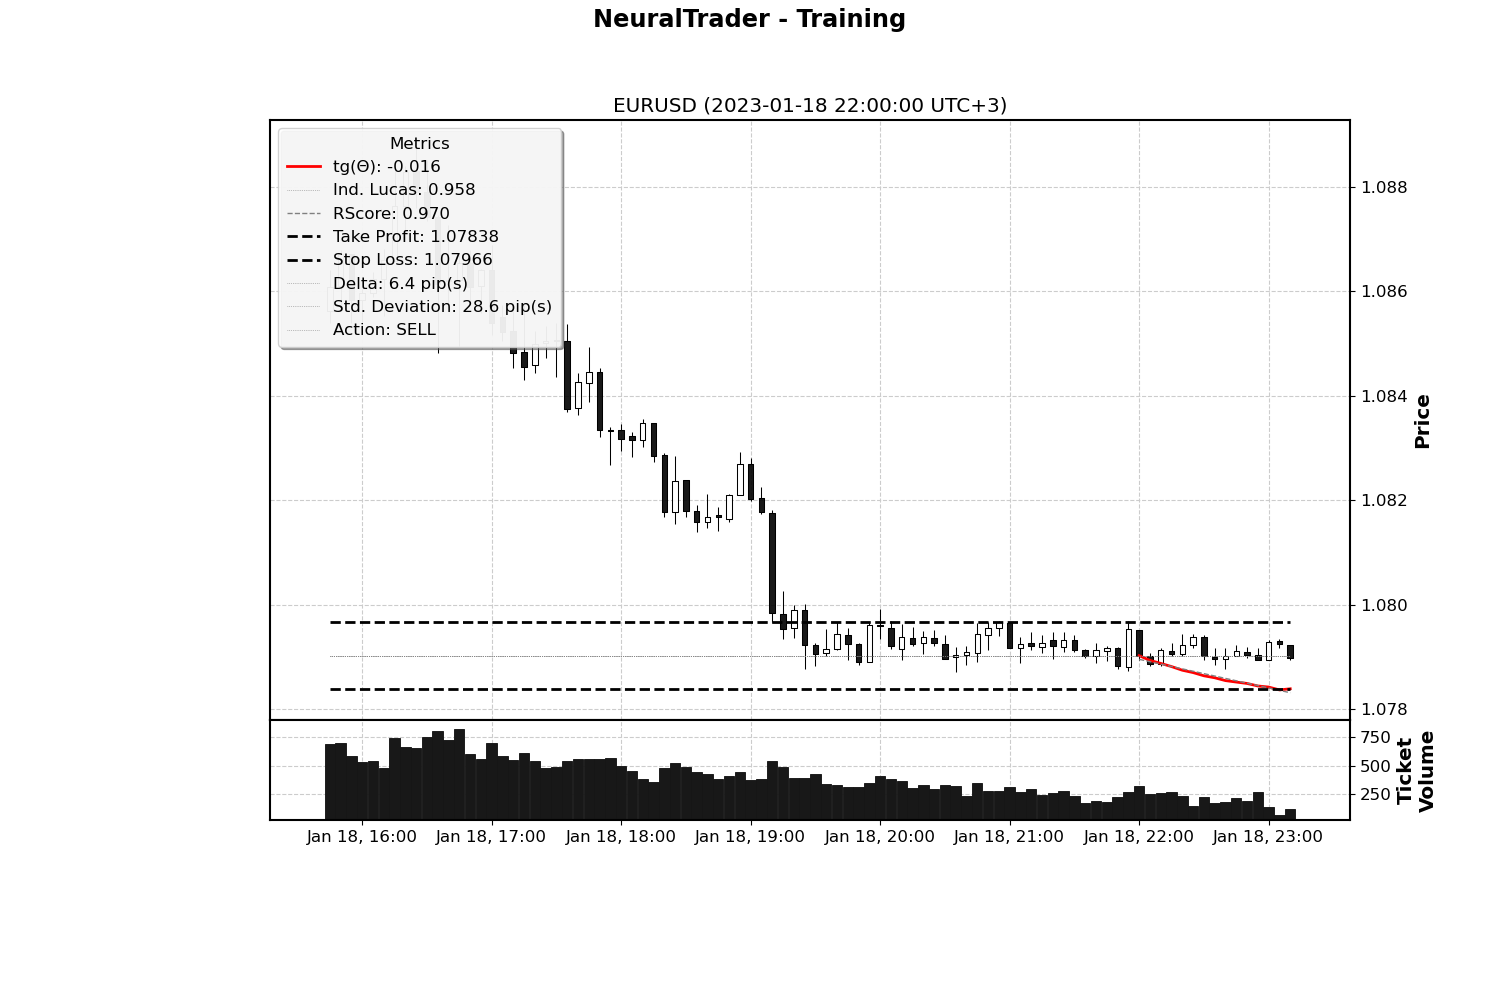 NeuralTrader - Training
EURUSD (2023-01-18 22:00:00 UTC+3)
Metrics
tg(Θ): -0.016
Ind. Lucas: 0.958
RScore: 0.970
Take Profit: 1.07838
Stop Loss: 1.07966
Delta: 6.4 pip(s)
Std. Deviation: 28.6 pip(s)
Action: SELL
1.088
1.086
1.084
1.082
1.080
1.078
Price
750
500
250
Ticket
Volume
Jan 18, 16:00
Jan 18, 17:00
Jan 18, 18:00
Jan 18, 19:00
Jan 18, 20:00
Jan 18, 21:00
Jan 18, 22:00
Jan 18, 23:00